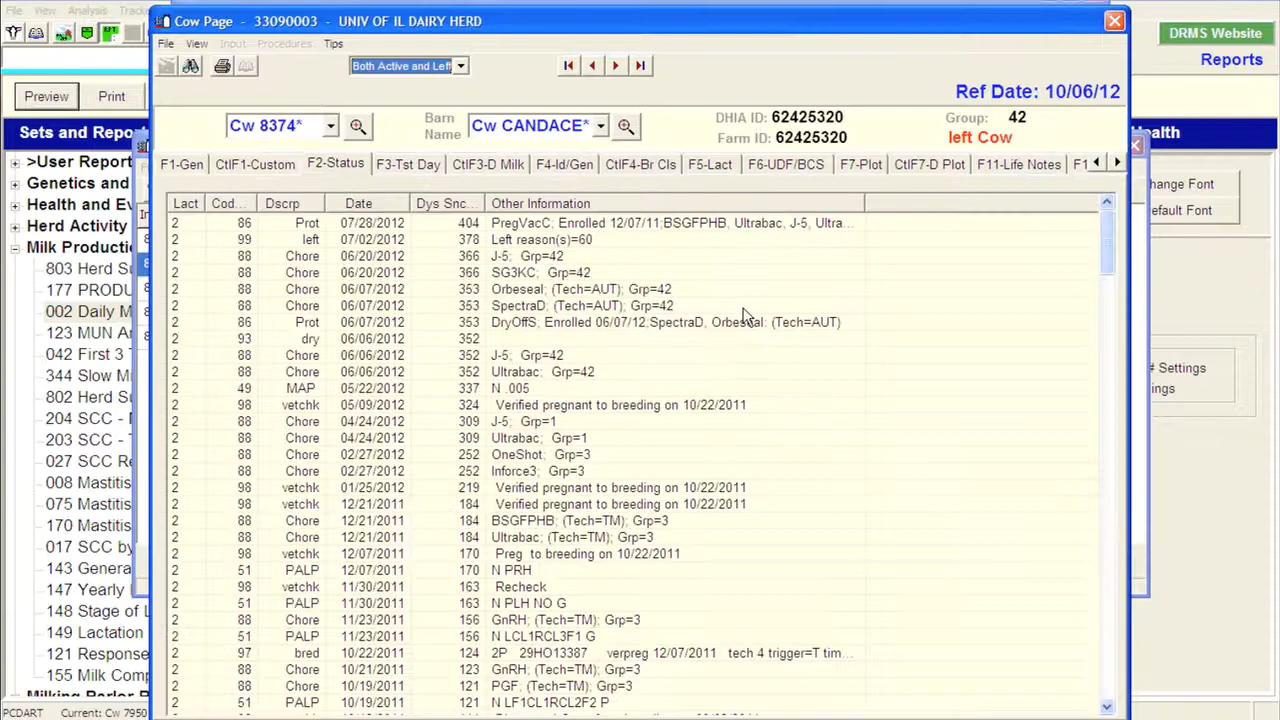 File View Analysis Track
Cow Page - 33090003 - UNIV OF IL DAIRY HERD
File View Input Procedures Tips
DRMS Website
Both Active and Left
Reports
Preview Print
Ref Date: 10/06/12
Cw 8374*
Barn Name Cw CANDACE*
DHIA ID: 62425320
Farm ID: 62425320
Group: 42
left Cow
Sets and Repor
Health
F1-Gen CtlF1-Custom F2-Status F3-Tst Day CtlF3-D Milk F4-Id/Gen CtlF4-Br Cls F5-Lact F6-UDF/BCS F7-Plot CtlF7-D Plot F11-Life Notes F1
>User Report
Genetics and
Health and Ev
Herd Activity
Milk Productio
803 Herd Su
177 PRODU
002 Daily M
123 MUN An
042 First 3 T
344 Slow Mi
802 Herd Su
204 SCC - M
203 SCC - T
027 SCC Re
008 Mastitis
075 Mastitis
170 Mastitis
017 SCC by
143 Genera
147 Yearly
148 Stage of L
149 Lactation
121 Response
155 Milk Comp
Milking Parlor R
PCDART Current: Cw 7950
hange Font
efault Font
# Settings
ings
Lact Cod... Dscrp Date Dys Snc... Other Information
2 86 Prot 07/28/2012 404 PregVacC; Enrolled 12/07/11;BSGFPHB, Ultrabac, J-5, Ultra...
2 99 left 07/02/2012 378 Left reason(s)=60
2 88 Chore 06/20/2012 366 J-5; Grp=42
2 88 Chore 06/20/2012 366 SG3KC; Grp=42
2 88 Chore 06/07/2012 353 Orbeseal; (Tech=AUT); Grp=42
2 88 Chore 06/07/2012 353 SpectraD; (Tech=AUT); Grp=42
2 86 Prot 06/07/2012 353 DryOffS; Enrolled 06/07/12;SpectraD, Orbeseal; (Tech=AUT)
2 93 dry 06/06/2012 352
2 88 Chore 06/06/2012 352 J-5; Grp=42
2 88 Chore 06/06/2012 352 Ultrabac; Grp=42
2 49 MAP 05/22/2012 337 N .005
2 98 vetchk 05/09/2012 324 Verified pregnant to breeding on 10/22/2011
2 88 Chore 04/24/2012 309 J-5; Grp=1
2 88 Chore 04/24/2012 309 Ultrabac; Grp=1
2 88 Chore 02/27/2012 252 OneShot; Grp=3
2 88 Chore 02/27/2012 252 Inforce3; Grp=3
2 98 vetchk 01/25/2012 219 Verified pregnant to breeding on 10/22/2011
2 98 vetchk 12/21/2011 184 Verified pregnant to breeding on 10/22/2011
2 88 Chore 12/21/2011 184 BSGFPHB; (Tech=TM); Grp=3
2 88 Chore 12/21/2011 184 Ultrabac; (Tech=TM); Grp=3
2 98 vetchk 12/07/2011 170 Preg to breeding on 10/22/2011
2 51 PALP 12/07/2011 170 N PRH
2 98 vetchk 11/30/2011 163 Recheck
2 51 PALP 11/30/2011 163 N PLH NO G
2 88 Chore 11/23/2011 156 GnRH; (Tech=TM); Grp=3
2 51 PALP 11/23/2011 156 N LCL1RCL3F1 G
2 97 bred 10/22/2011 124 2P 29HO13387 verpreg 12/07/2011 tech 4 trigger=T tim...
2 88 Chore 10/21/2011 123 GnRH; (Tech=TM); Grp=3
2 88 Chore 10/19/2011 121 PGF; (Tech=TM); Grp=3
2 51 PALP 10/19/2011 121 N LF1CL1RCL2F2 P